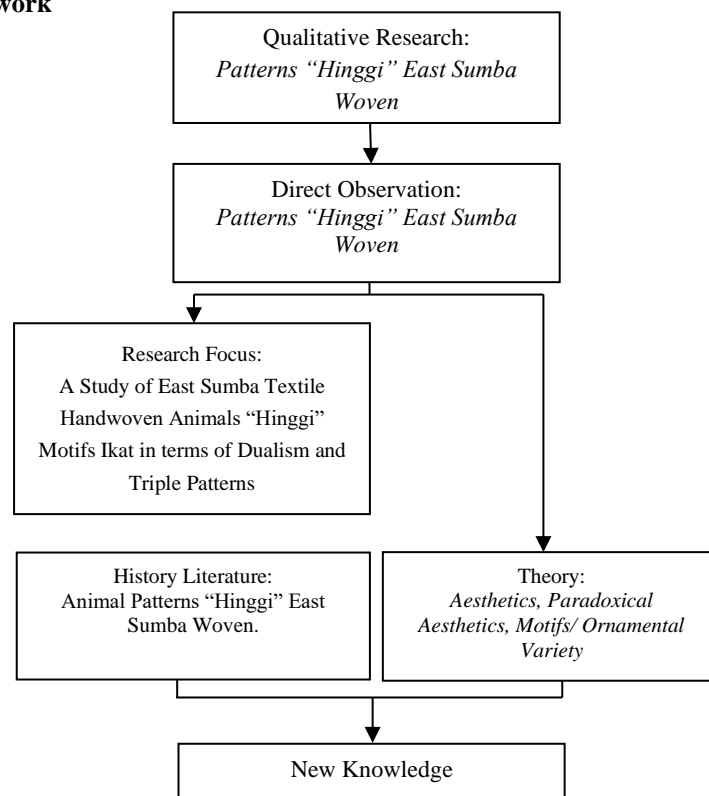 work
Qualitative Research:
Patterns “Hinggi” East Sumba
Woven
Direct Observation:
Patterns “Hinggi” East Sumba
Woven
Research Focus:
A Study of East Sumba Textile
Handwoven Animals “Hinggi”
Motifs Ikat in terms of Dualism and
Triple Patterns
History Literature:
Animal Patterns “Hinggi” East
Sumba Woven.
Theory:
Aesthetics, Paradoxical
Aesthetics, Motifs/ Ornamental
Variety
New Knowledge